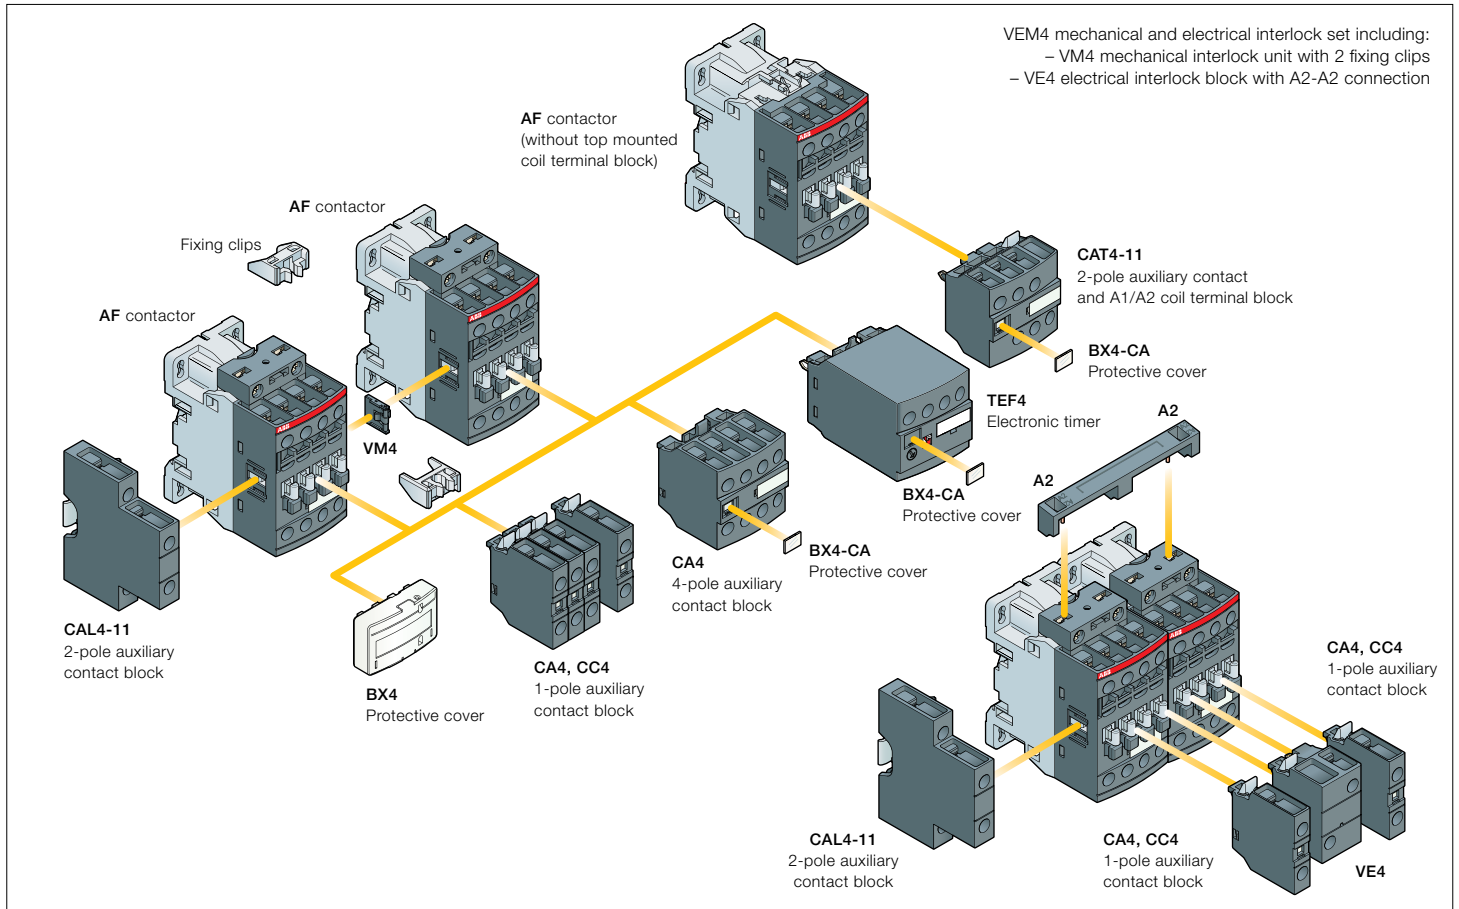 VEM4 mechanical and electrical interlock set including:
– VM4 mechanical interlock unit with 2 fixing clips
– VE4 electrical interlock block with A2-A2 connection
AF contactor
(without top mounted
coil terminal block)
ABB
AF contactor
Fixing clips
ABB
CAT4-11
2-pole auxiliary contact
and A1/A2 coil terminal block
AF contactor
ABB
BX4-CA
Protective cover
TEF4
Electronic timer
A2
VM4
A2
BX4-CA
Protective cover
BX4-CA
Protective cover
CA4
4-pole auxiliary
contact block
CAL4-11
2-pole auxiliary
contact block
BX4
Protective cover
CA4, CC4
1-pole auxiliary
contact block
ABB
ABB
CA4, CC4
1-pole auxiliary
contact block
CAL4-11
2-pole auxiliary
contact block
CA4, CC4
1-pole auxiliary
contact block
VE4